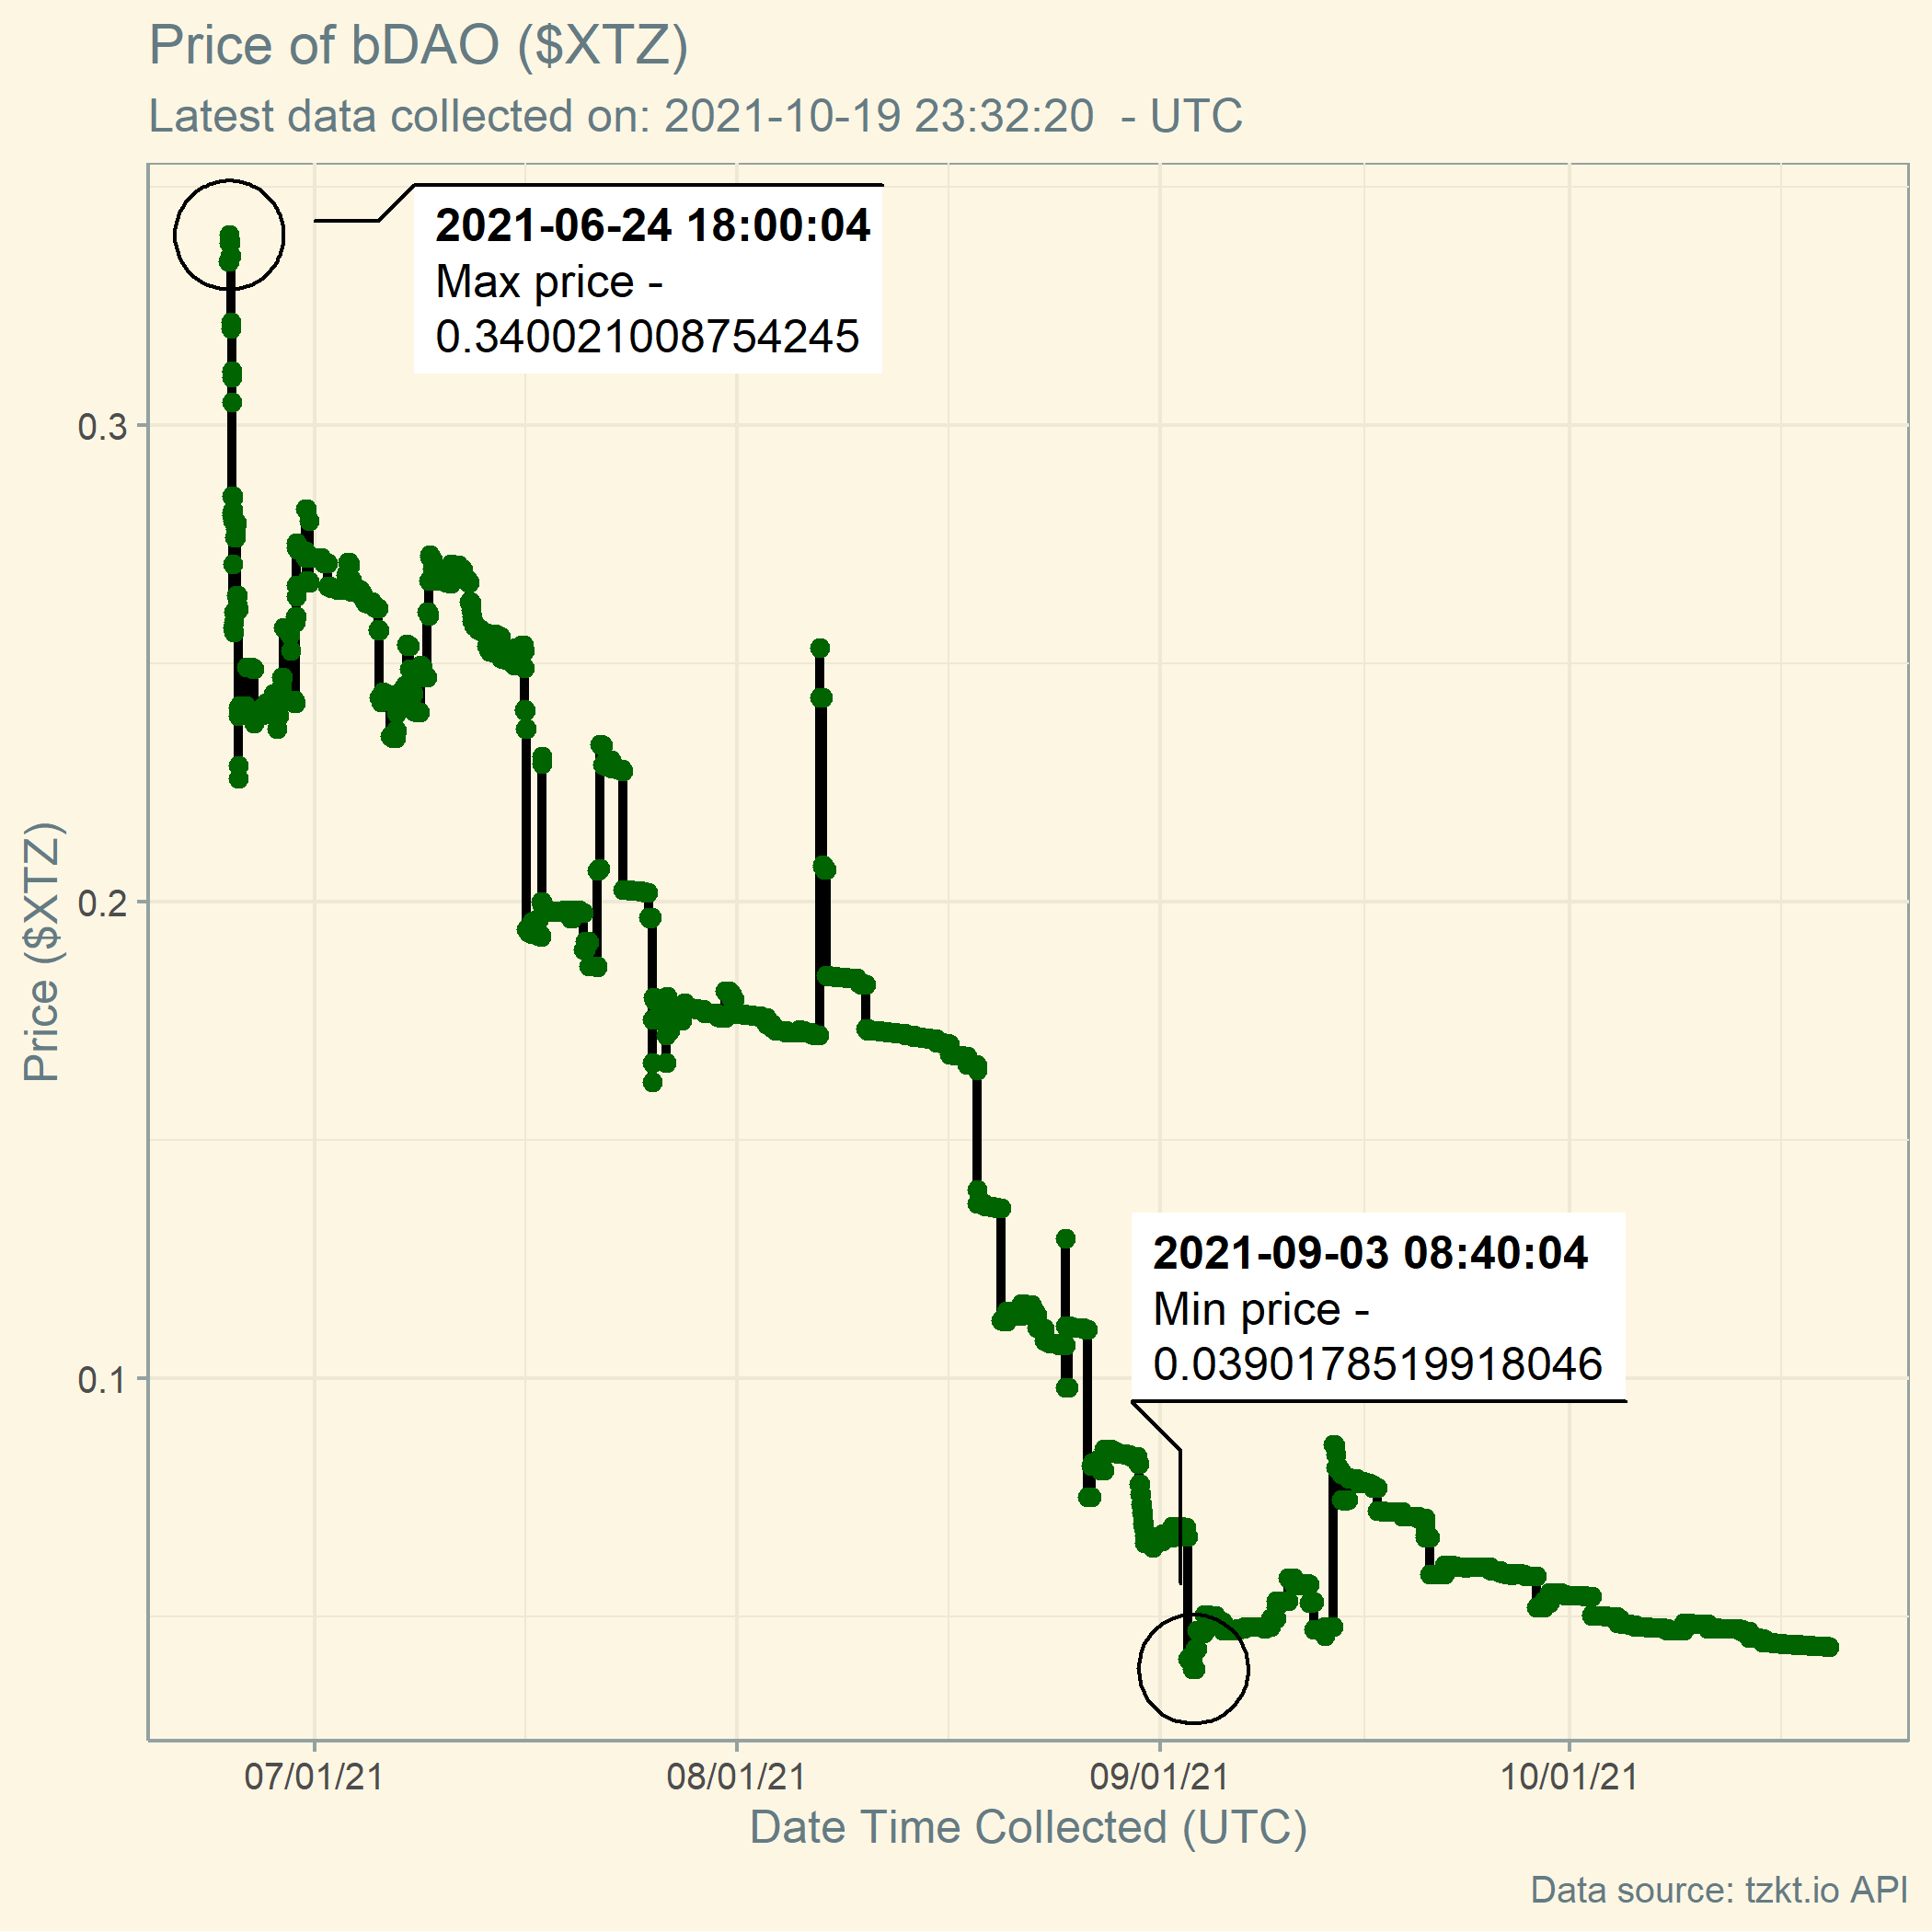 Price of bDAO ($XTZ)
Latest data collected on: 2021-10-19 23:32:20  - UTC
2021-06-24 18:00:04
Max price -
0.340021008754245
0.3
0.2
0.1
Price ($XTZ)
2021-09-03 08:40:04
Min price -
0.0390178519918046
07/01/21
08/01/21
09/01/21
10/01/21
Date Time Collected (UTC)
Data source: tzkt.io API